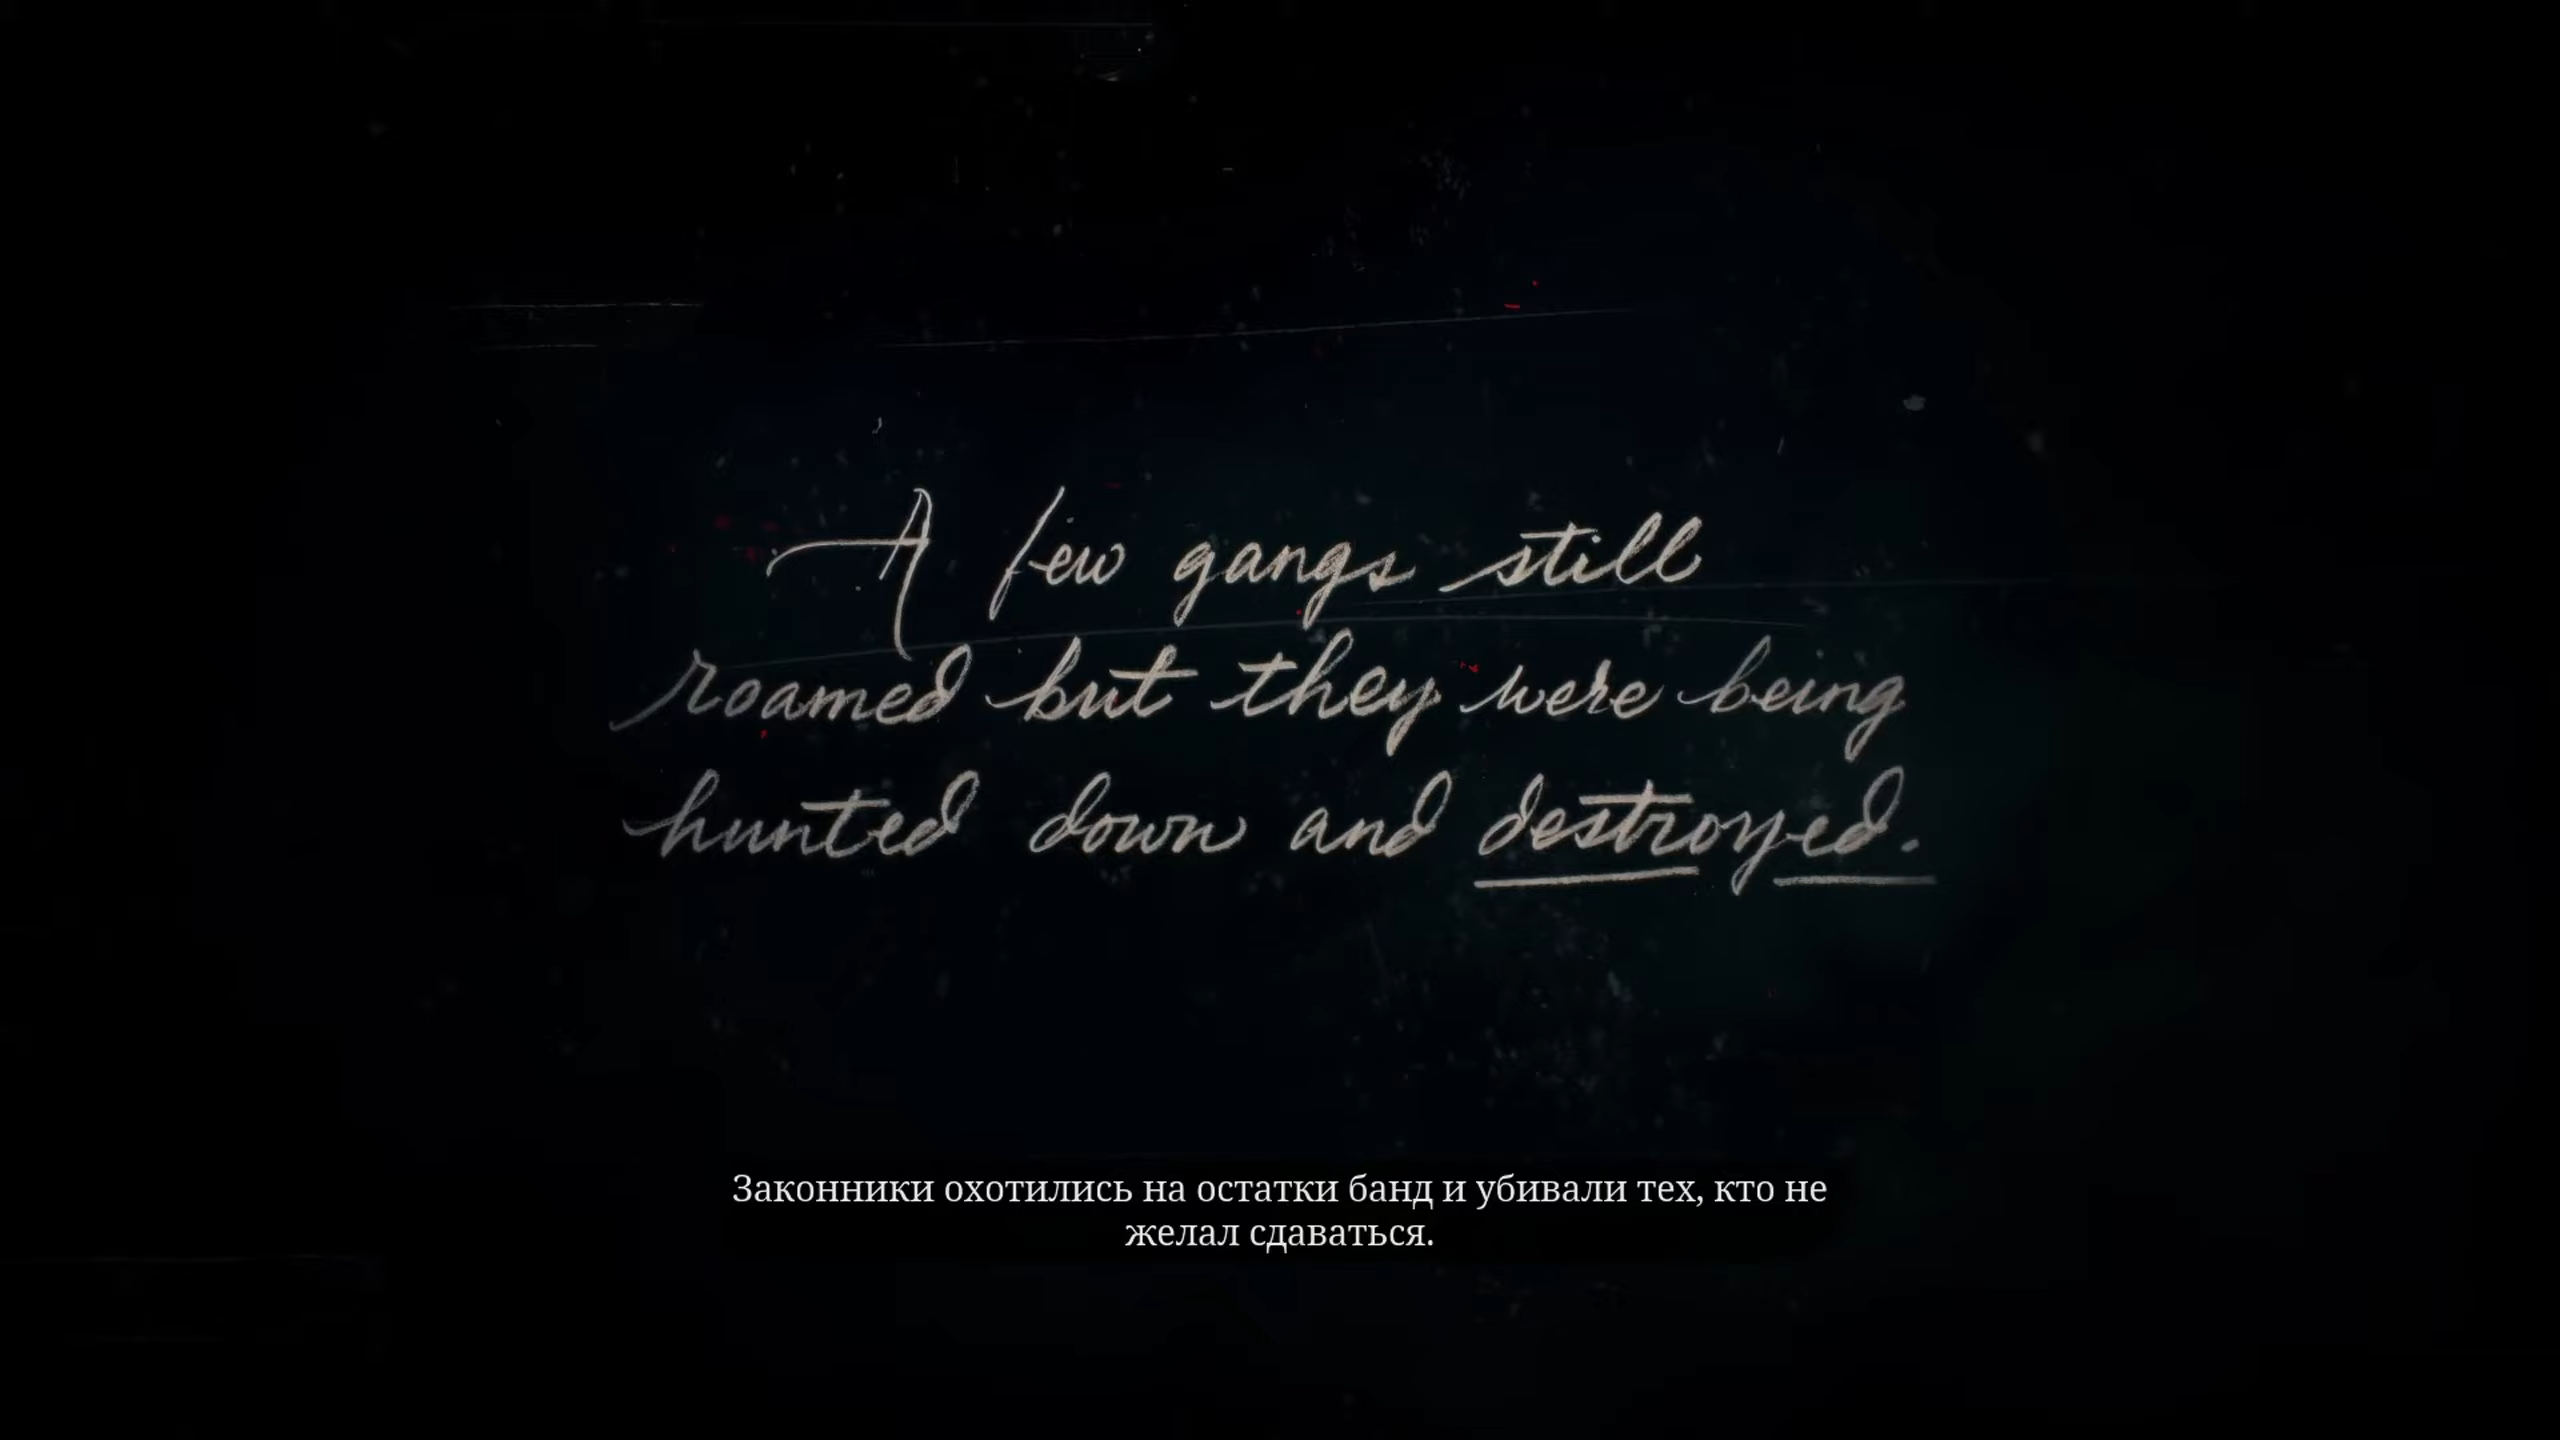 A few gangs still
roamed but they were being
hunted down and destroyed.
Законники охотились на остатки банд и убивали тех, кто не
желал сдаваться.